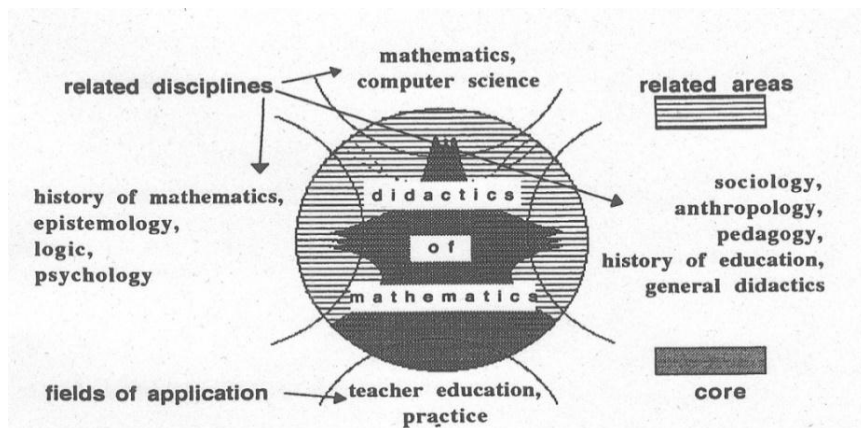 mathematics,
computer science
related disciplines
related areas
history of mathematics,
epistemology,
logic,
psychology
didactics
of
mathematics
sociology,
anthropology,
pedagogy,
history of education,
general didactics
fields of application
teacher education,
practice
core